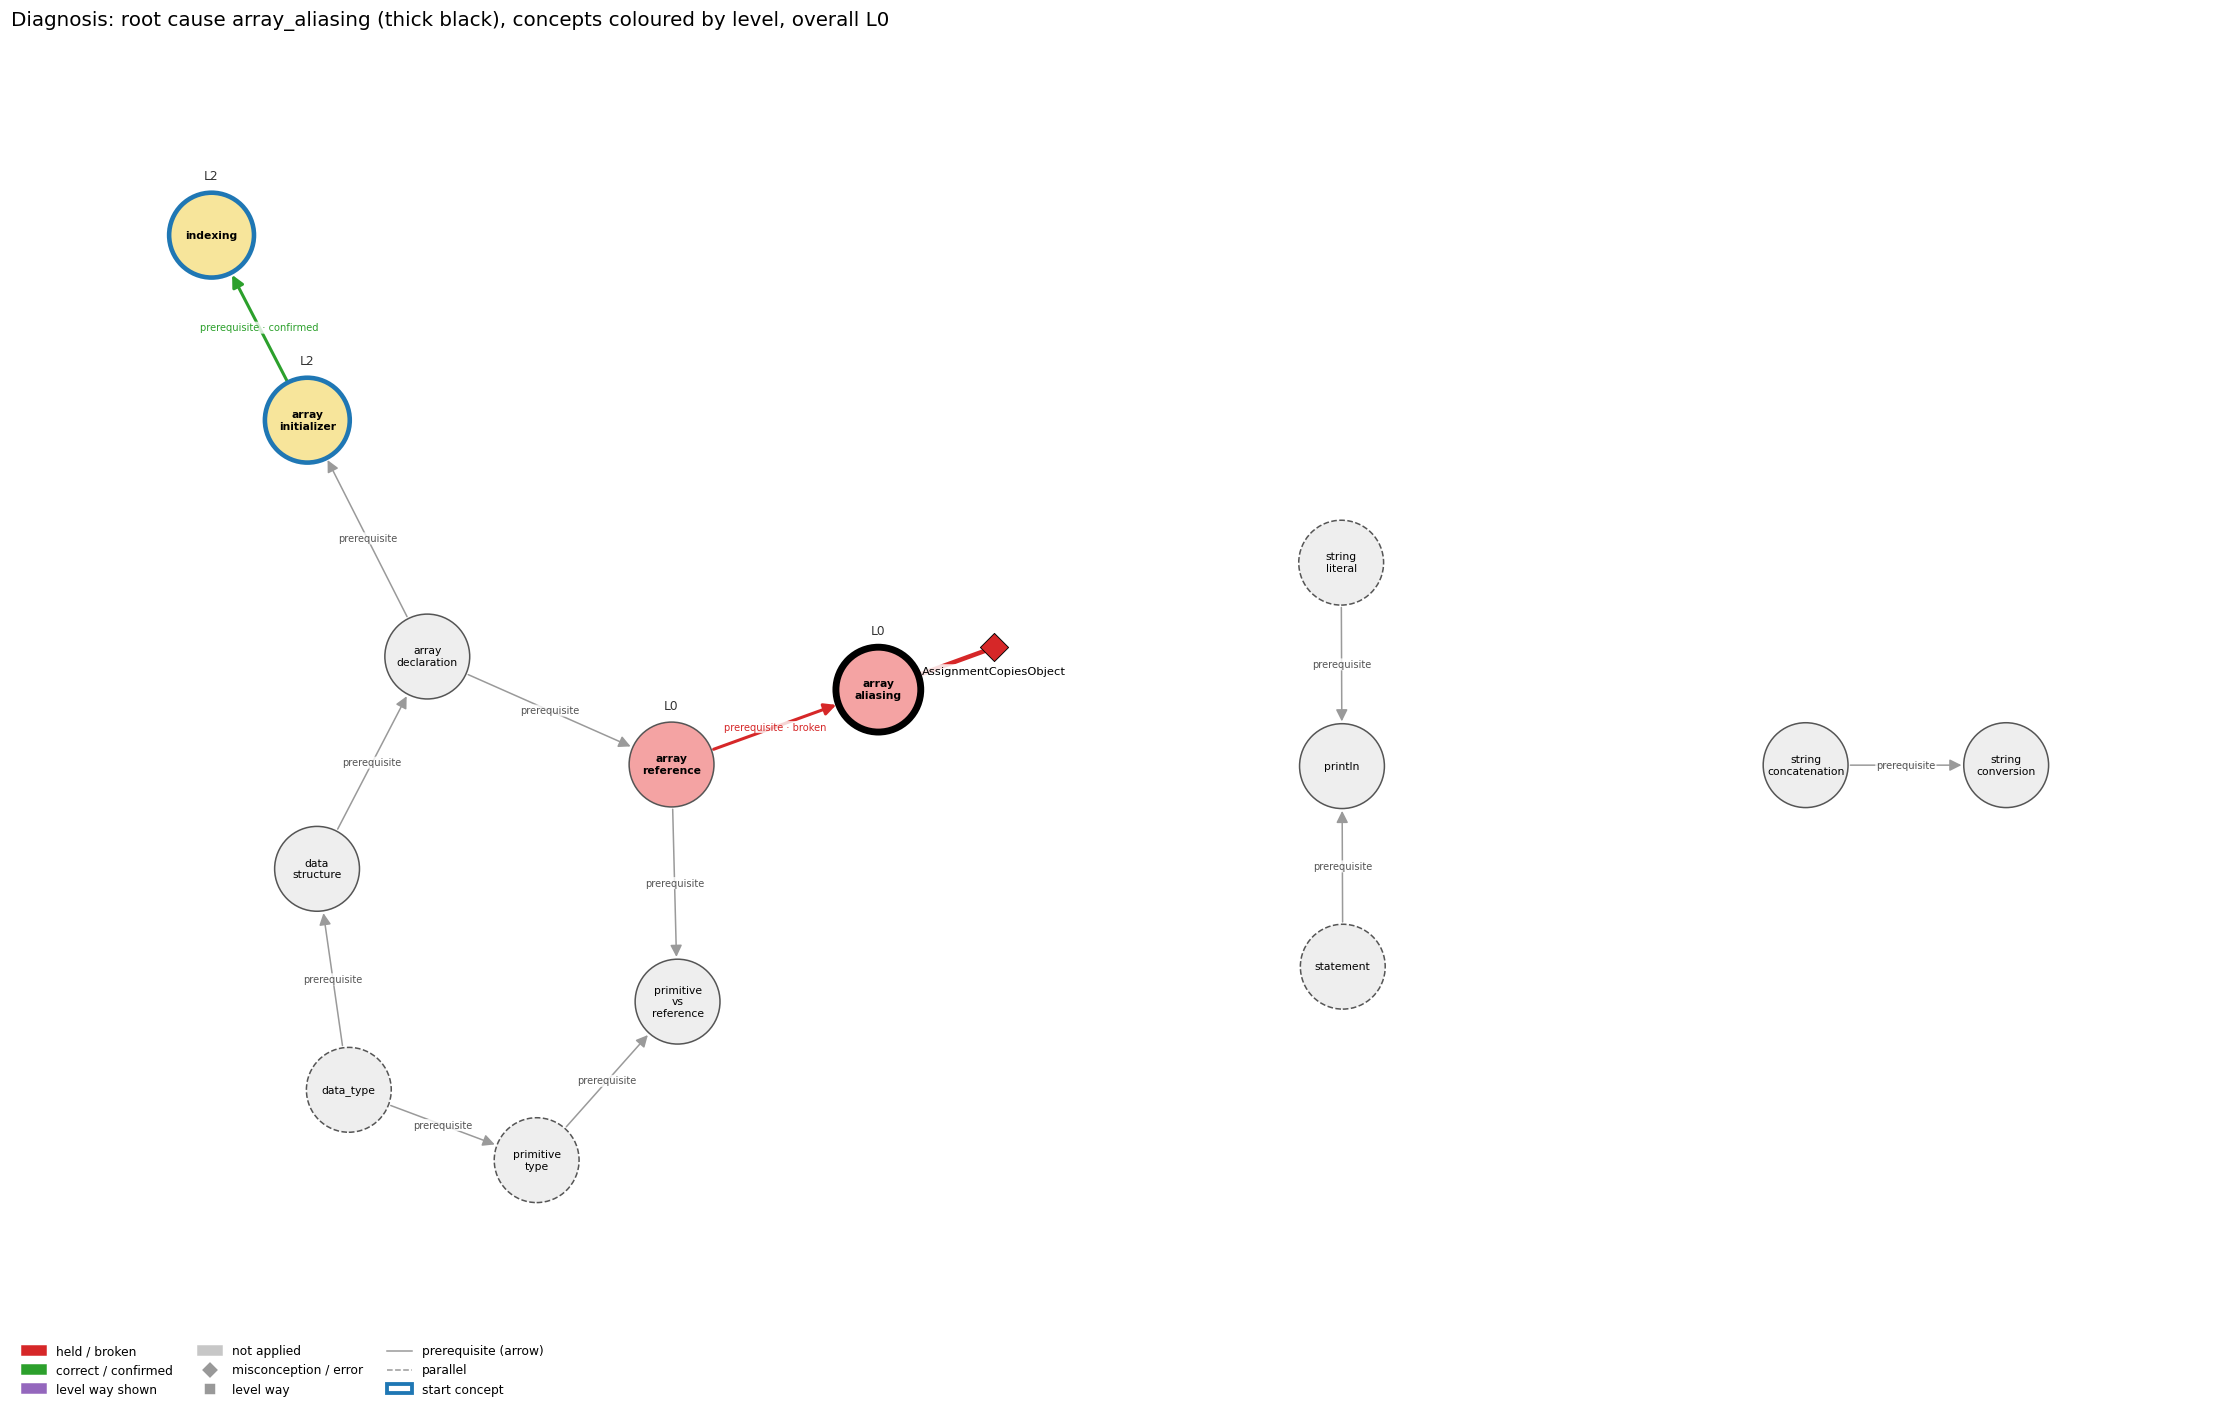 Diagnosis: root cause array_aliasing (thick black), concepts coloured by level, overall L0
L2
indexing
prerequisite · confirmed
L2
array
initializer
prerequisite
string
literal
array
declaration
L0
AssignmentCopiesObject
array
aliasing
prerequisite
prerequisite
L0
prerequisite · broken
prerequisite
array
reference
println
string
concatenation
prerequisite
string
conversion
data
structure
prerequisite
prerequisite
prerequisite
primitive
vs
reference
statement
data_type
prerequisite
prerequisite
primitive
type
held / broken
correct / confirmed
level way shown
not applied
misconception / error
level way
prerequisite (arrow)
parallel
start concept